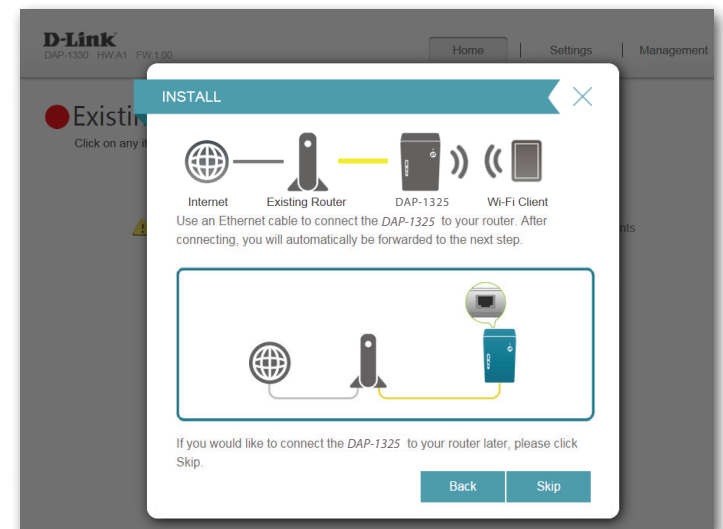 D-Link
DAP-1330 HW:A1 FW:1.00
Home
Settings
Management
INSTALL
Click on any
Internet
Existing Router
DAP-1325
Wi-Fi Client
Use an Ethernet cable to connect the DAP-1325 to your router. After
connecting, you will automatically be forwarded to the next step.
If you would like to connect the DAP-1325 to your router later, please click
Skip.
Back
Skip